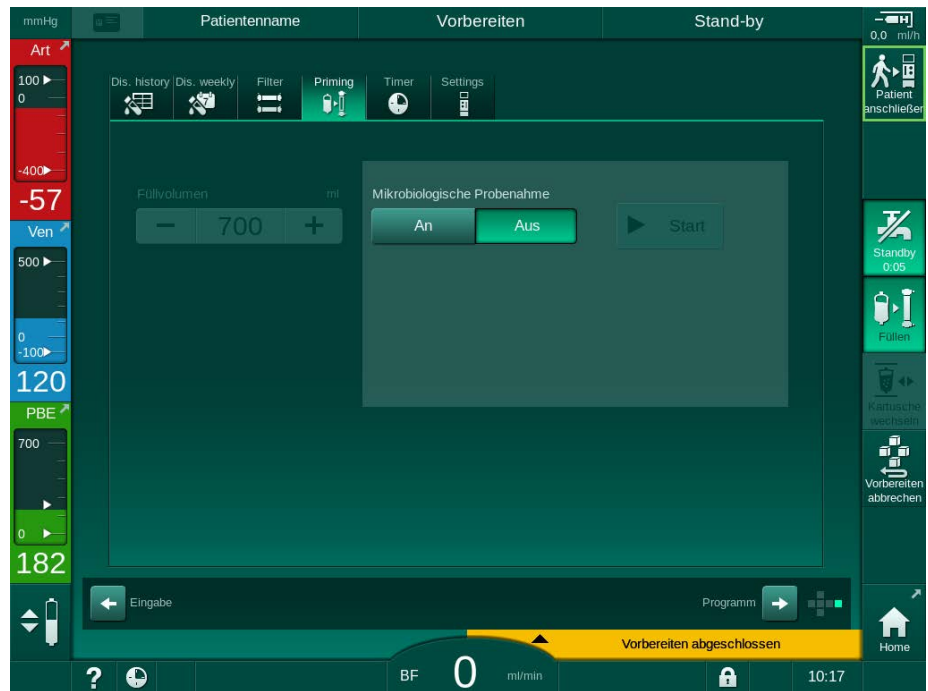 mmHg
Patientenname
Vorbereiten
Stand-by
0,0 ml/h
Art
100
0
-400
-57
Ven
500
0
-100
120
PBE
700
0
182
Dis. history
Dis. weekly
Filter
Priming
Timer
Settings
7
Füllvolumen ml
700
Mikrobiologische Probenahme
An
Aus
Start
Patient
anschließen
Standby
0:05
Füllen
Kartusche
wechseln
Vorbereiten
abbrechen
Eingabe
Programm
Vorbereiten abgeschlossen
Home
?
BF 0 ml/min
10:17